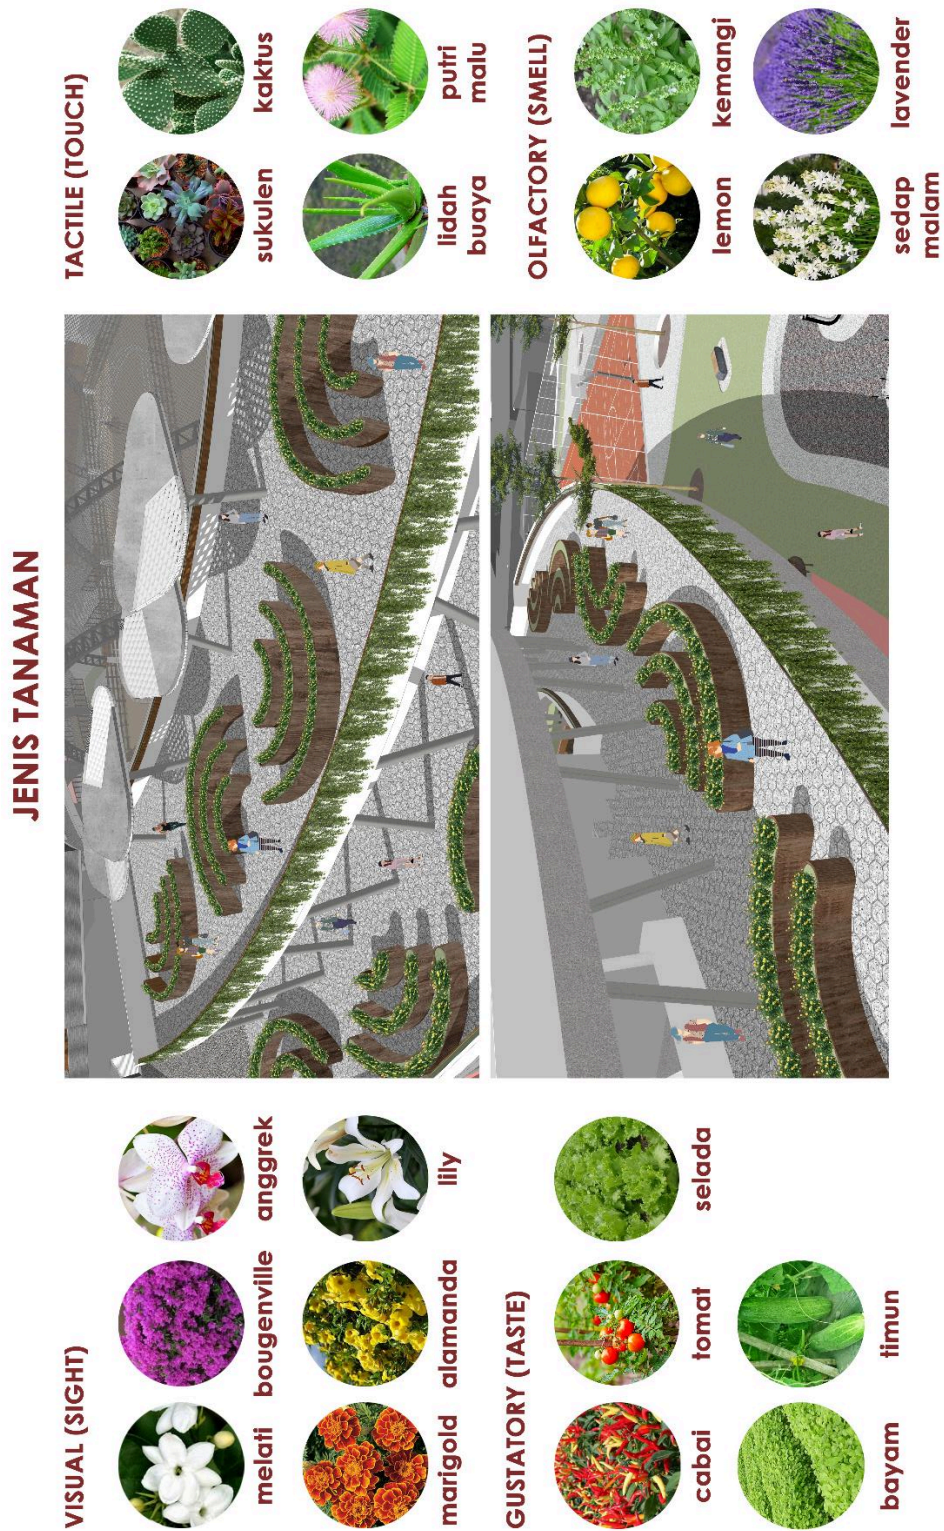 JENIS TANAMAN
VISUAL (SIGHT)
melati
bougenville
anggrek
marigold
alamanda
lily
GUSTATORY (TASTE)
cabai
tomat
selada
bayam
timun
TACTILE (TOUCH)
sukulen
kaktus
lidah
buaya
putri
malu
OLFACTORY (SMELL)
lemon
kemangi
sedap
malam
lavender